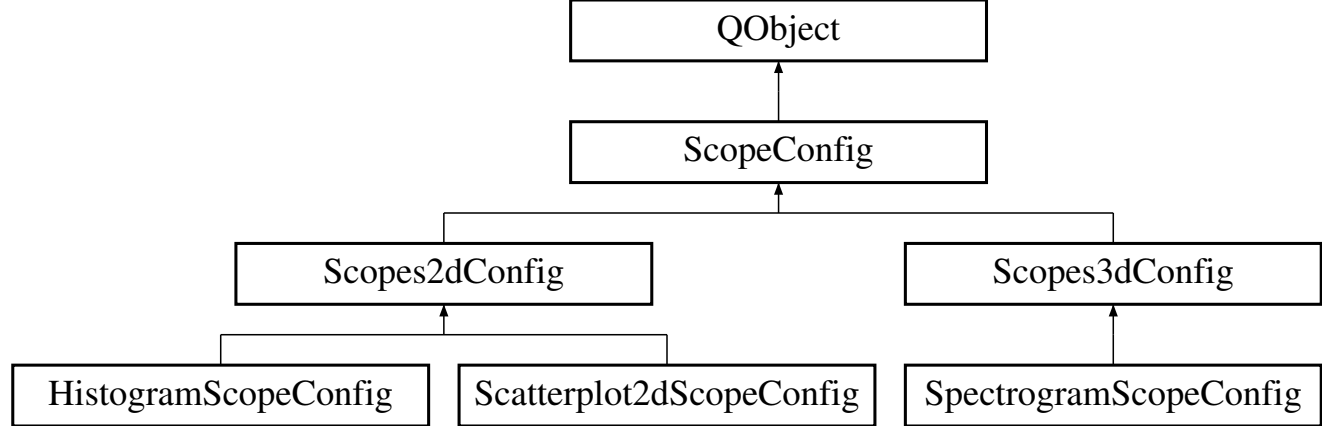 QObject
ScopeConfig
Scopes2dConfig
Scopes3dConfig
HistogramScopeConfig
Scatterplot2dScopeConfig
SpectrogramScopeConfig